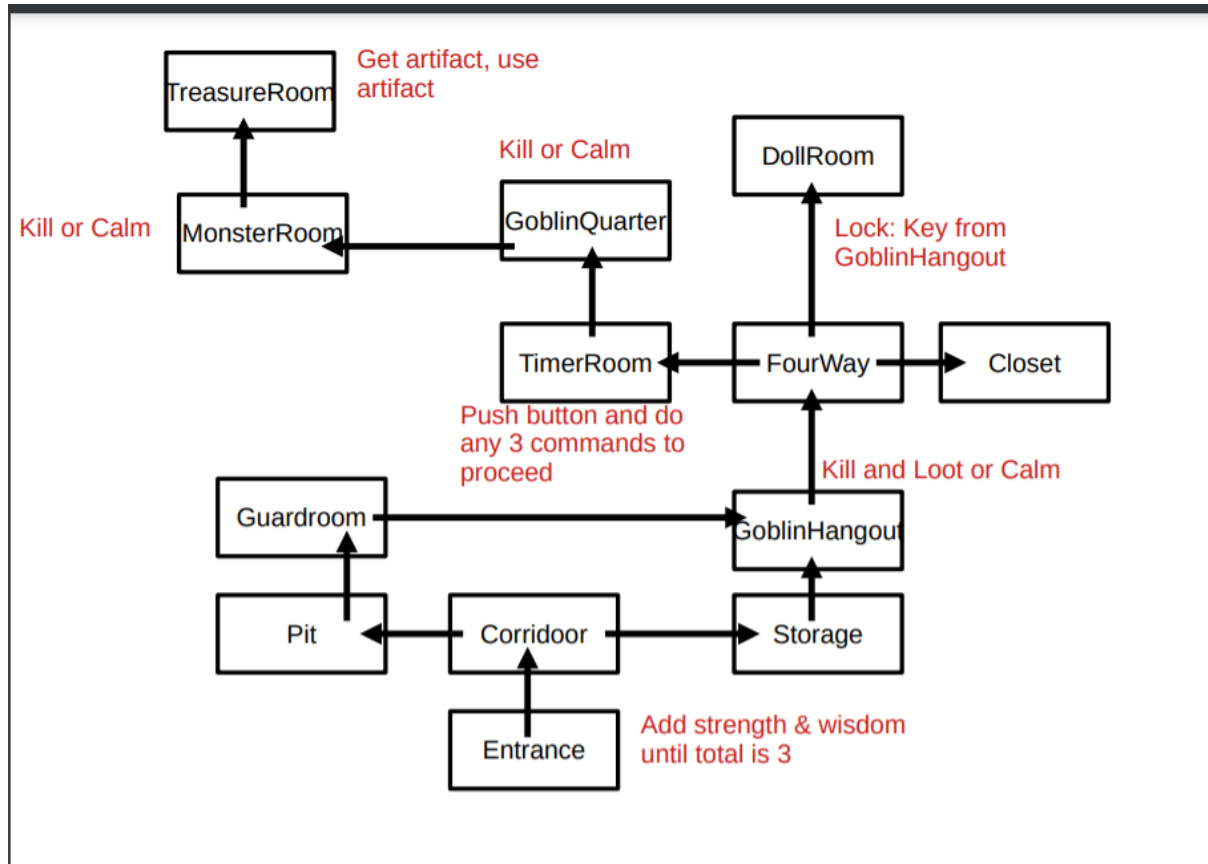 Get artifact, use
artifact
TreasureRoom
Kill or Calm
DollRoom
Kill or Calm
MonsterRoom
GoblinQuarter
Lock: Key from
GoblinHangout
TimerRoom
FourWay
Closet
Push button and do
any 3 commands to
proceed
Kill and Loot or Calm
Guardroom
GoblinHangout
Pit
Corridoor
Storage
Entrance
Add strength & wisdom
until total is 3